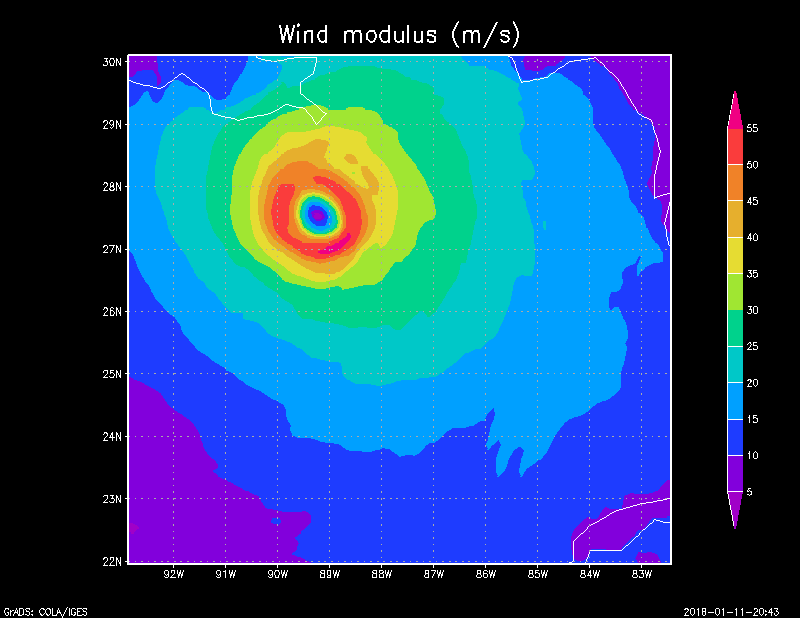 Wind modulus (m/s)
30N
29N
28N
27N
26N
25N
24N
23N
22N
92W 91W 90W 89W 88W 87W 86W 85W 84W 83W
55
50
45
40
35
30
25
20
15
10
5
GrADS: COLA/IGES 2018-01-11-20:43